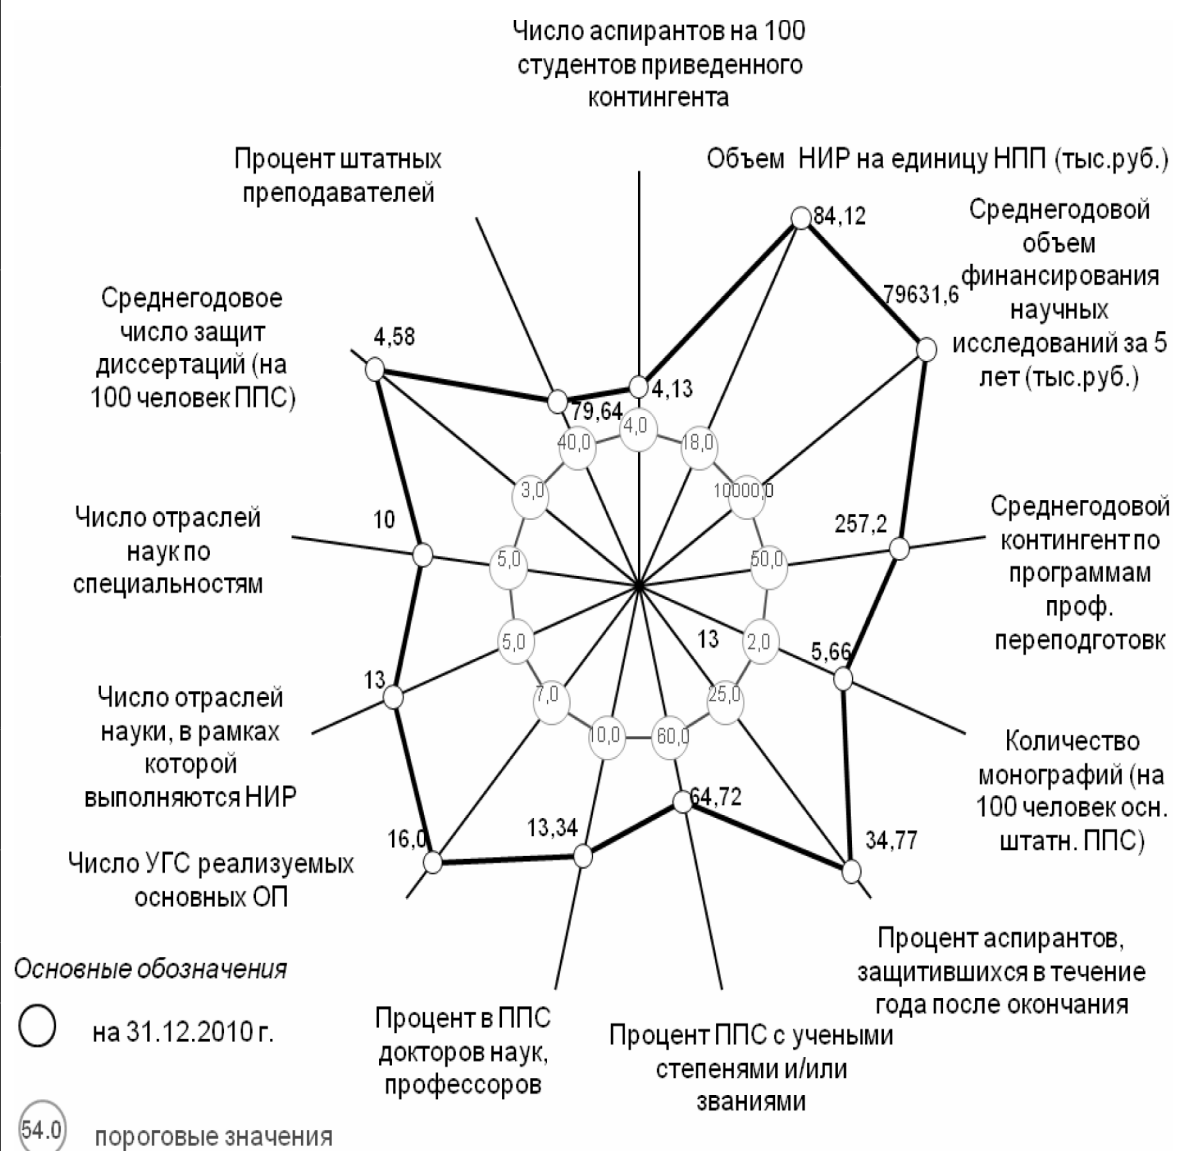 Число аспирантов на 100
студентов приведенного
контингента
Процент штатных
преподавателей
Объем НИР на единицу НПП (тыс.руб.)
84,12
Среднегодовой
объем
финансирования
научных
исследований за 5
лет (тыс.руб.)
79631,6
Среднегодовое
число защит
диссертаций (на
100 человек ППС)
4,58
79,64
4,13
40,0
4,0
18,0
3,0
10000,0
Число отраслей
наук по
специальностям
10
5,0
50,0
257,2
Среднегодовой
контингент по
программам
проф.
переподготовк
5,0
13
2,0
5,66
Число отраслей
науки, в рамках
которой
выполняются НИР
13
7,0
10,0
60,0
25,0
Количество
монографий (на
100 человек осн.
штатн. ППС)
Число УГС реализуемых
основных ОП
16,0
13,34
64,72
34,77
Процент аспирантов,
защитившихся в течение
года после окончания
Процент в ППС
докторов наук,
профессоров
Процент ППС с учеными
степенями и/или
званиями
Основные обозначения
на 31.12.2010 г.
54.0
пороговые значения